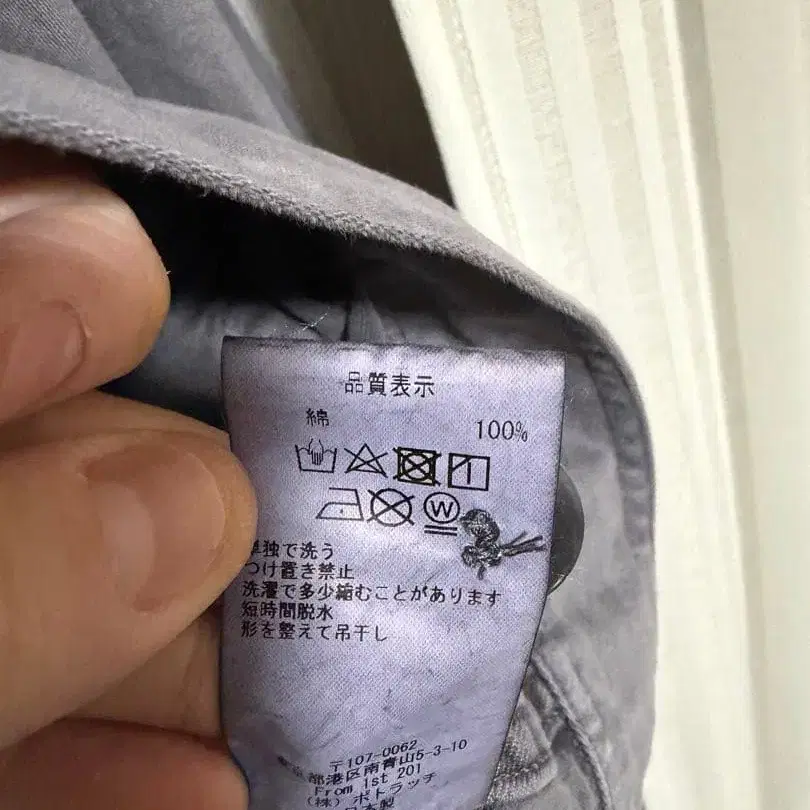 品質表示
綿 100%
W
単独で洗う
つけ置き禁止
洗濯で多少縮むことがあります
短時間脱水
形を整えて吊干し
〒107-0062
東京都港区南青山5-3-10
From 1st 201
(株) ポトラッチ